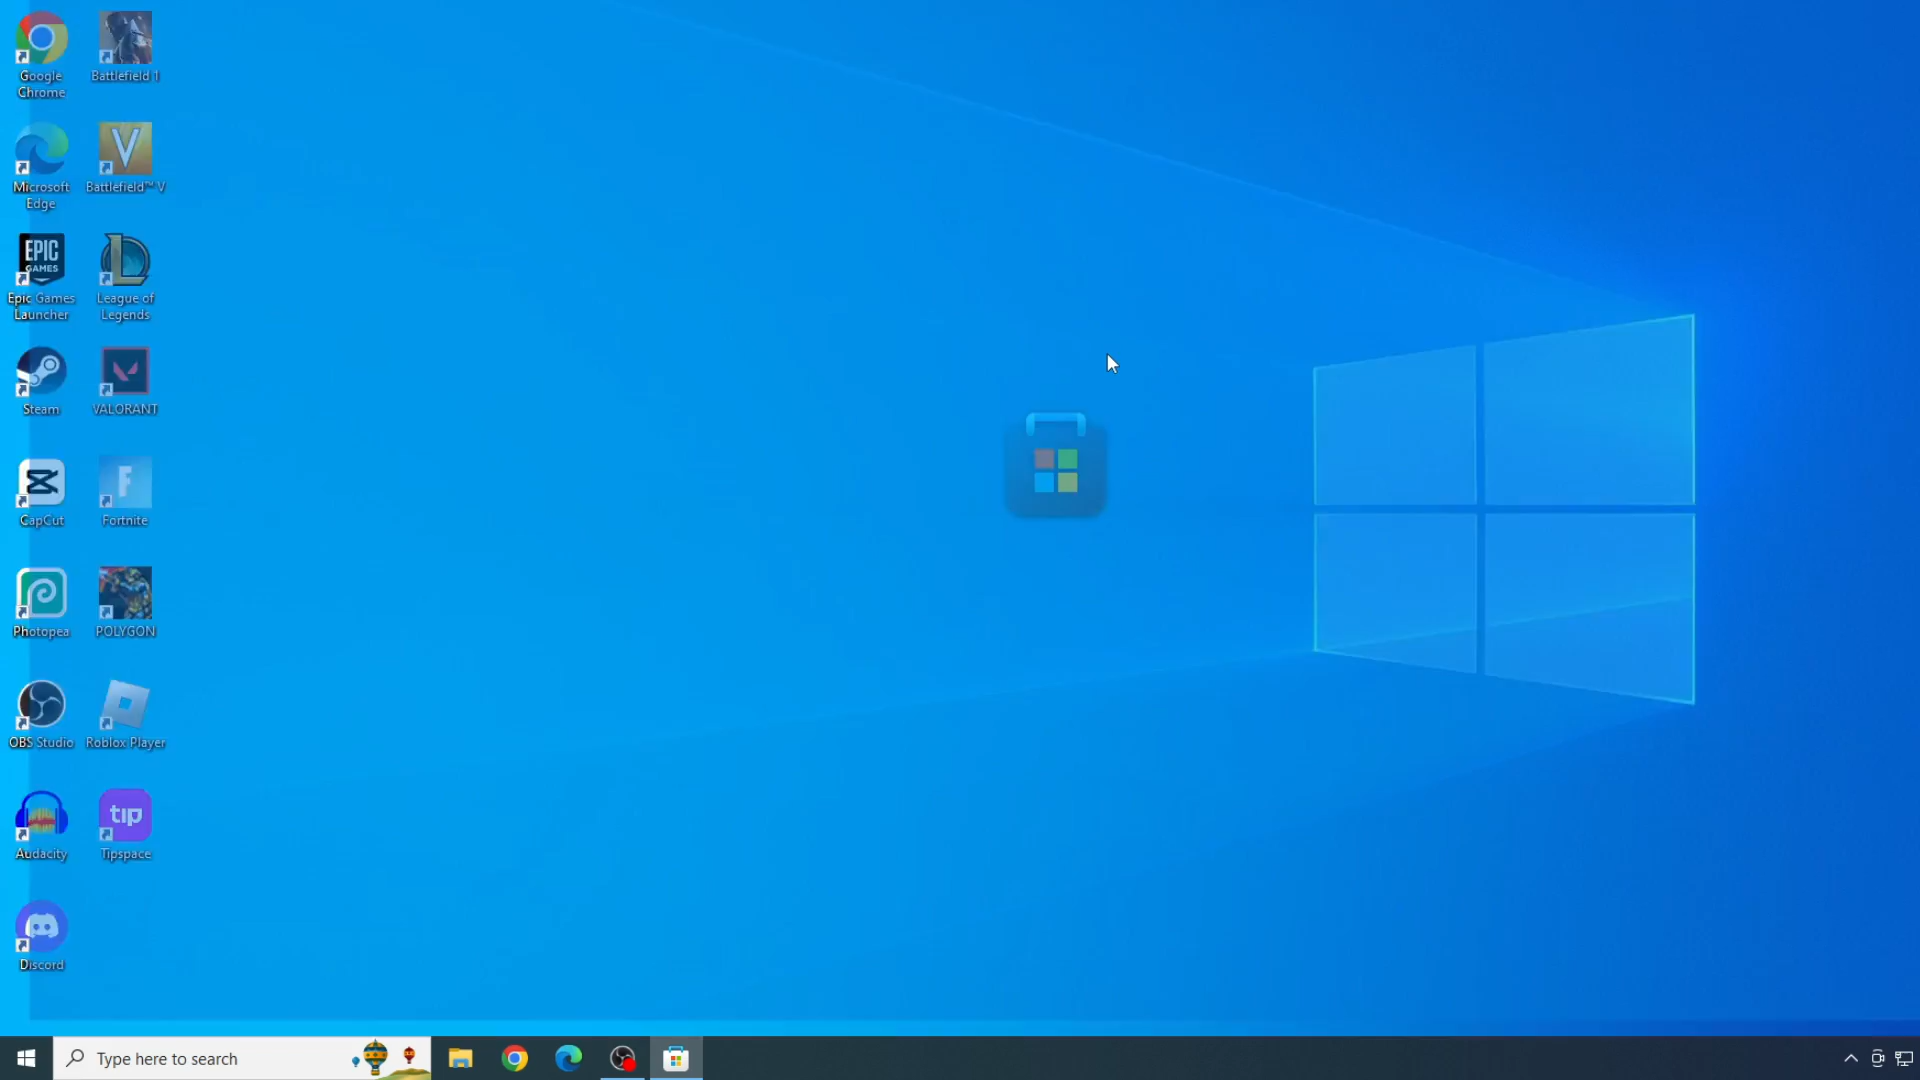 Google
Chrome
Battlefield 1
Microsoft
Edge
V
Battlefield™ V
EPIC
GAMES
Epic Games
Launcher
League of
Legends
Steam
VALORANT
CapCut
F
Fortnite
Photopea
POLYGON
OBS Studio
Roblox Player
Audacity
tip
Tipspace
Discord
Type here to search